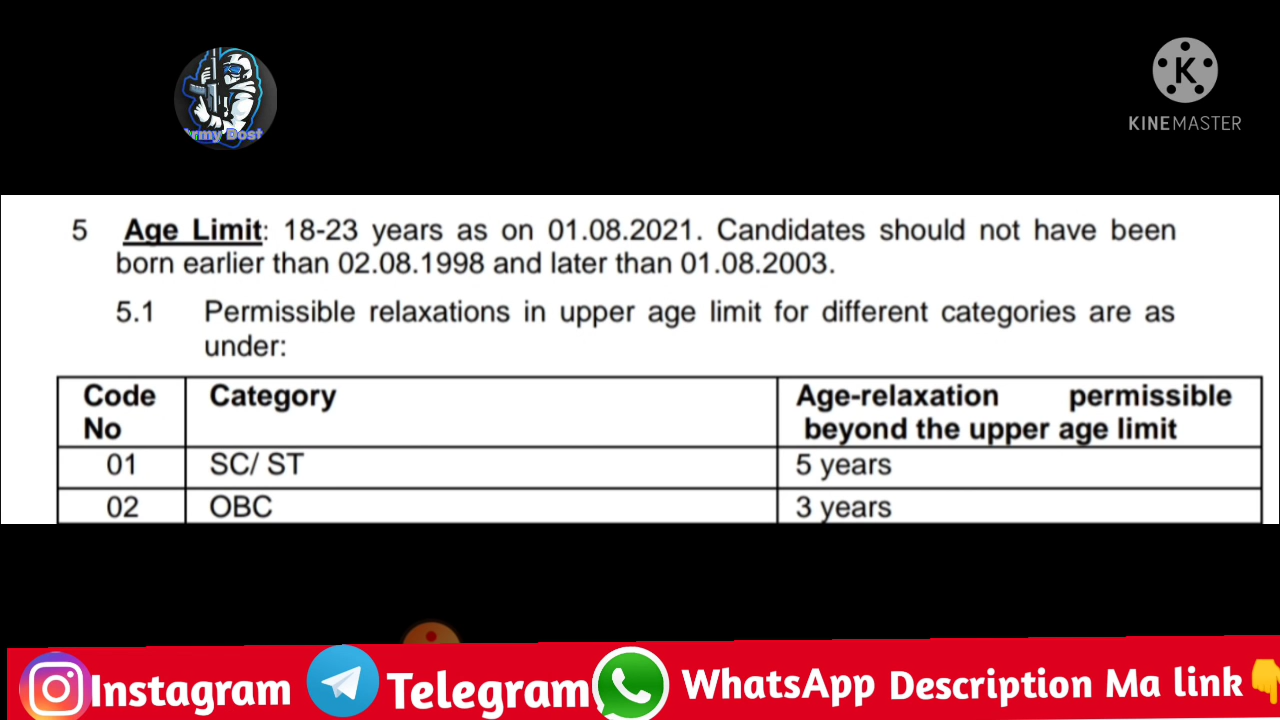 Army Dost
K
KINEMASTER
5 Age Limit: 18-23 years as on 01.08.2021. Candidates should not have been
born earlier than 02.08.1998 and later than 01.08.2003.
5.1 Permissible relaxations in upper age limit for different categories are as
under:
Code No Category Age-relaxation permissible beyond the upper age limit
01 SC/ ST 5 years
02 OBC 3 years
Instagram Telegram, WhatsApp Description Ma link